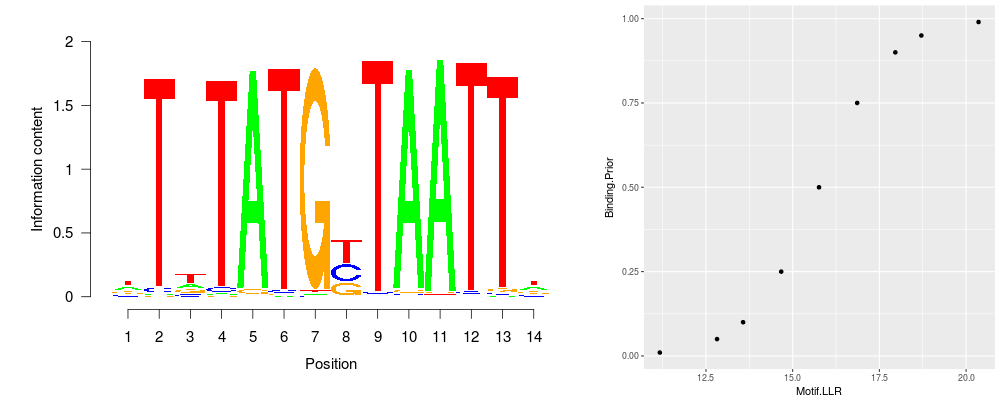 2
1.5
1
0.5
0
Information content
T T T A T G T T A A T T
C
G
1 2 3 4 5 6 7 8 9 10 11 12 13 14
Position
1.00
0.75
0.50
0.25
0.00
Binding.Prior
12.5 15.0 17.5 20.0
Motif.LLR